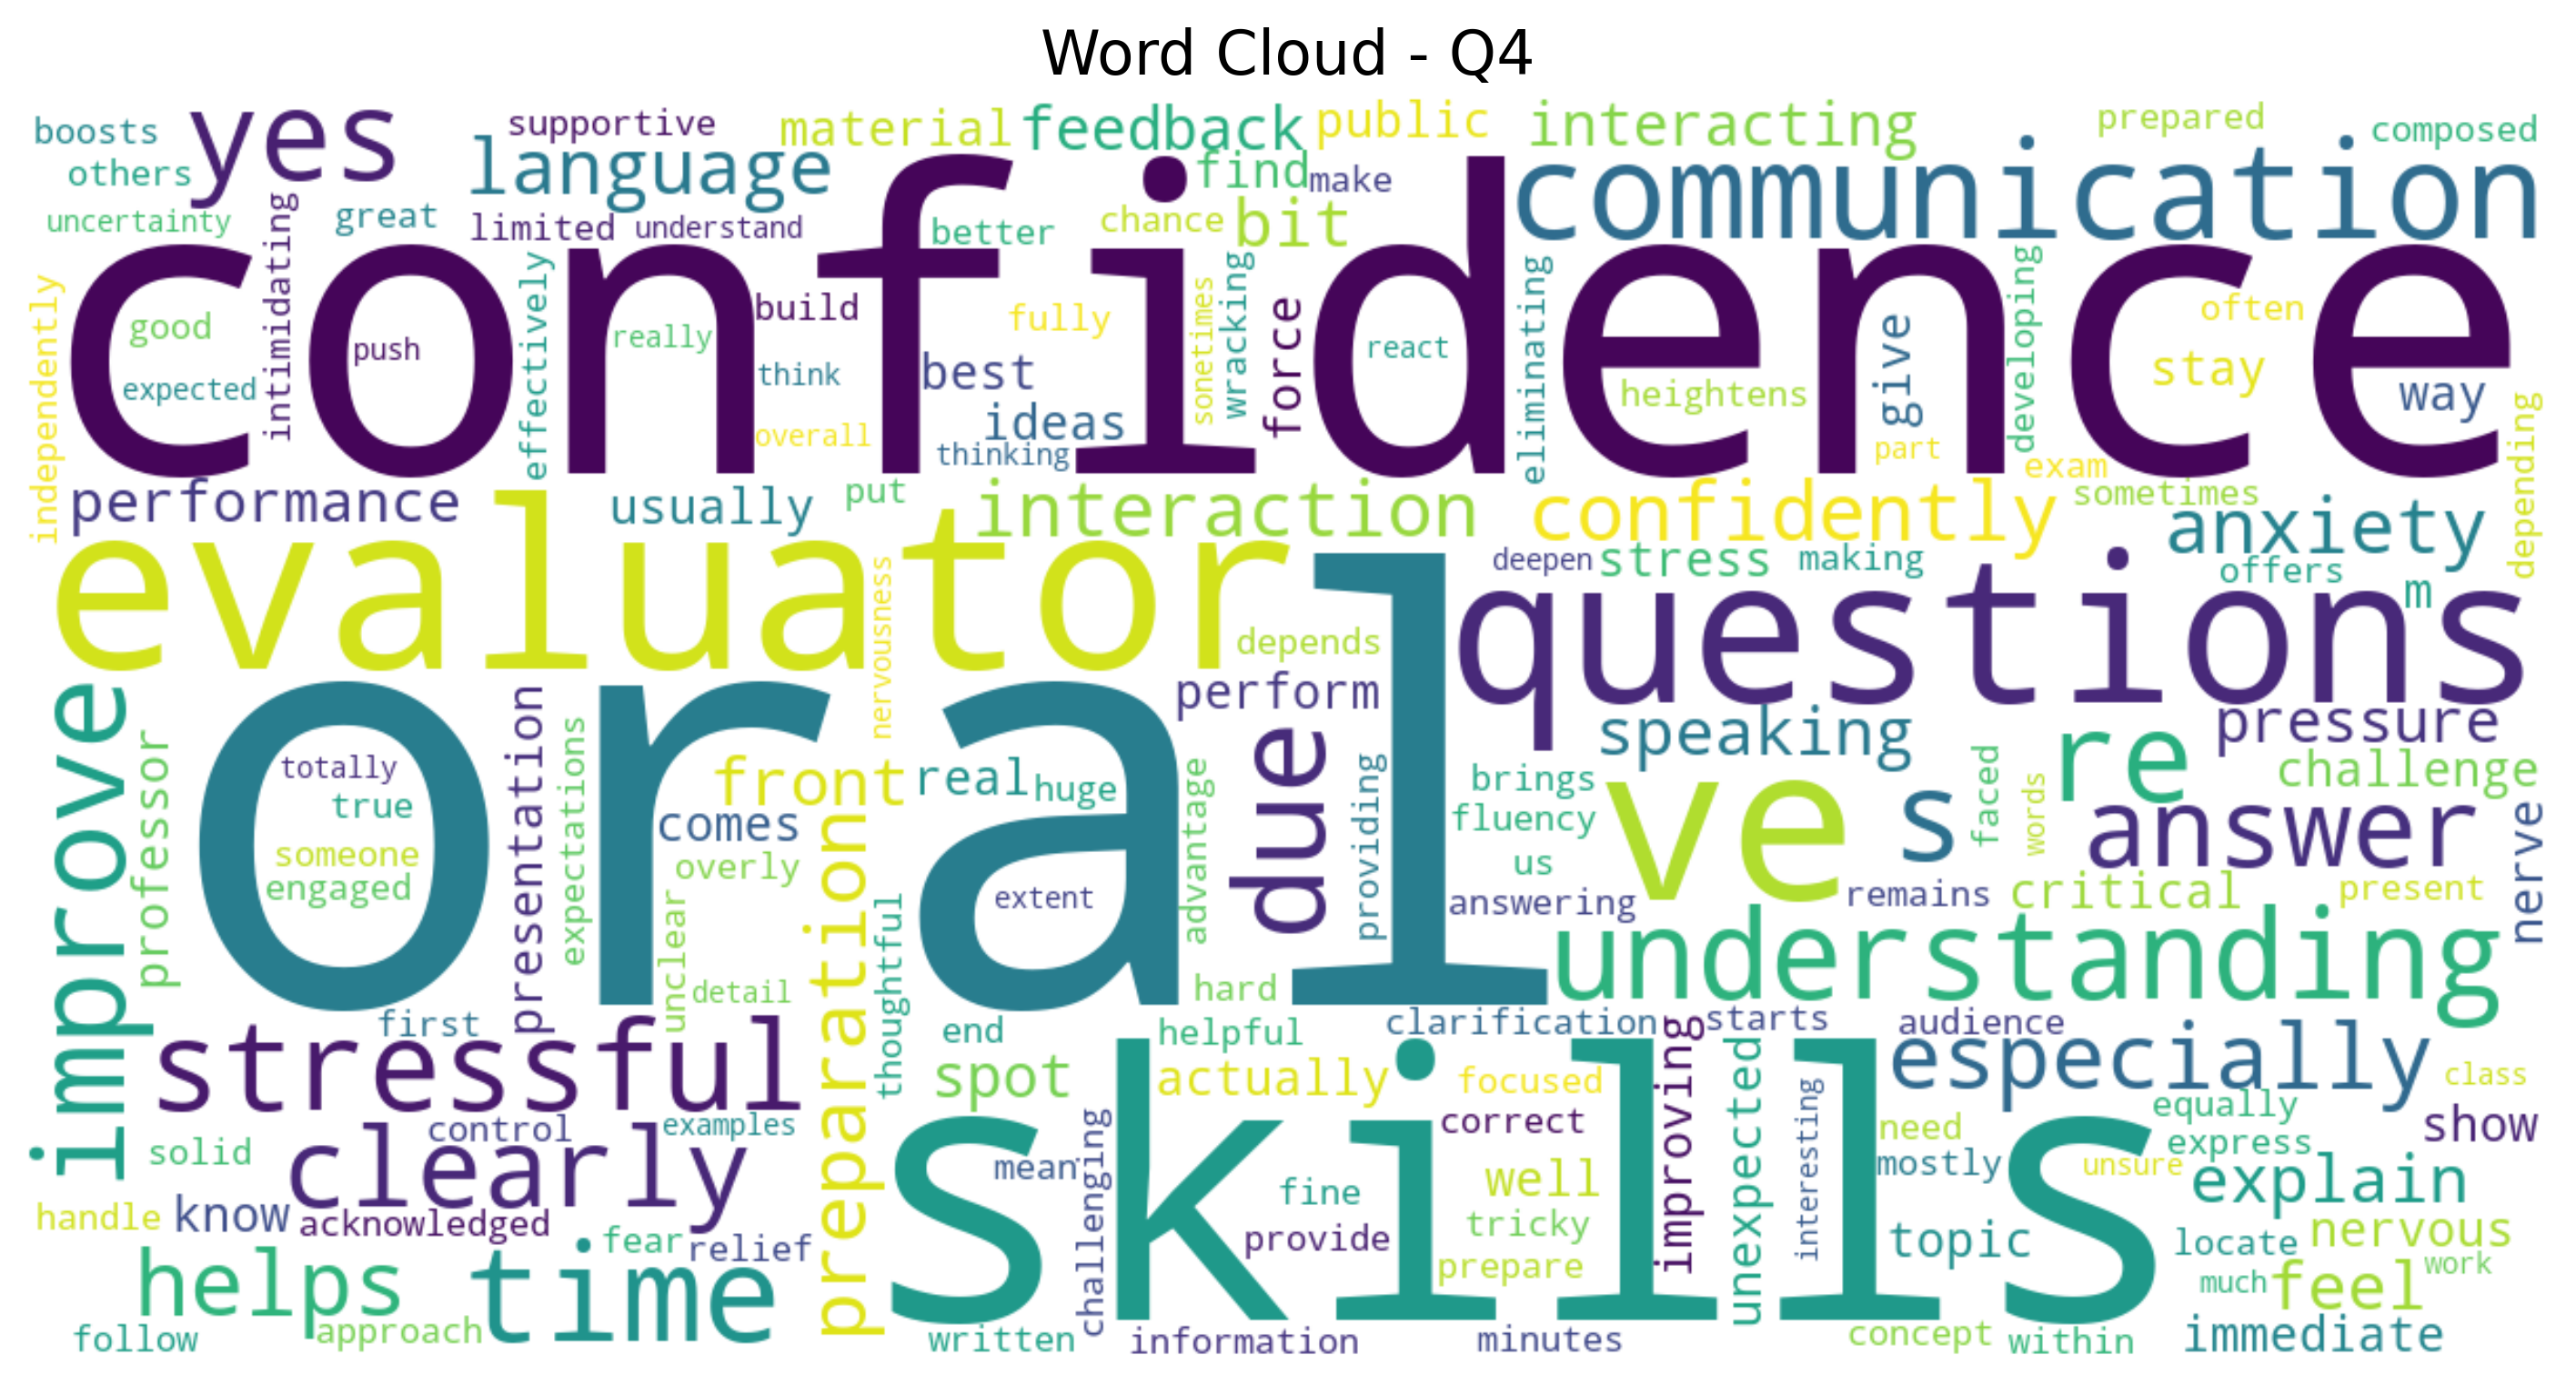 Word Cloud - Q4
boosts
yes
supportive
material
feedback
public
interacting
prepared
composed
others
language
find
make
communication
uncertainty
intimidating
great
limited
understand
better
chance
bit
confidence
independently
good
push
expected
effectively
really
build
think
overall
fully
best
ideas
thinking
sonetimes
wracking
force
react
eliminating
heightens
give
part
developing
often
stay
way
depending
exam
performance
usually
put
interaction
confidently
sometimes
anxiety
evaluator
nervousness
deepen
stress
making
offers
m
depends
questions
improve
professor
oral
totally
true
someone
engaged
presentation
expectations
front
comes
overly
unclear
detail
preparation
thoughtful
real
huge
extent
advantage
perform
due
providing
speaking
pressure
brings
fluency
us
answering
ve
s
faced
words
re
challenge
answer
nerve
remains
critical
present
understanding
hard
first
stressful
end
helpful
clarification
improving
starts
audience
especially
spot
actually
focused
unexpected
class
control
examples
clearly
solid
skills
challenging
mean
correct
well
fine
tricky
provide
prepare
interesting
need
equally
express
show
mostly
unsure
explain
handle
know
acknowledged
fear
relief
topic
locate
nervous
work
much
feel
helps
time
follow
approach
written
information
minutes
concept
within
immediate